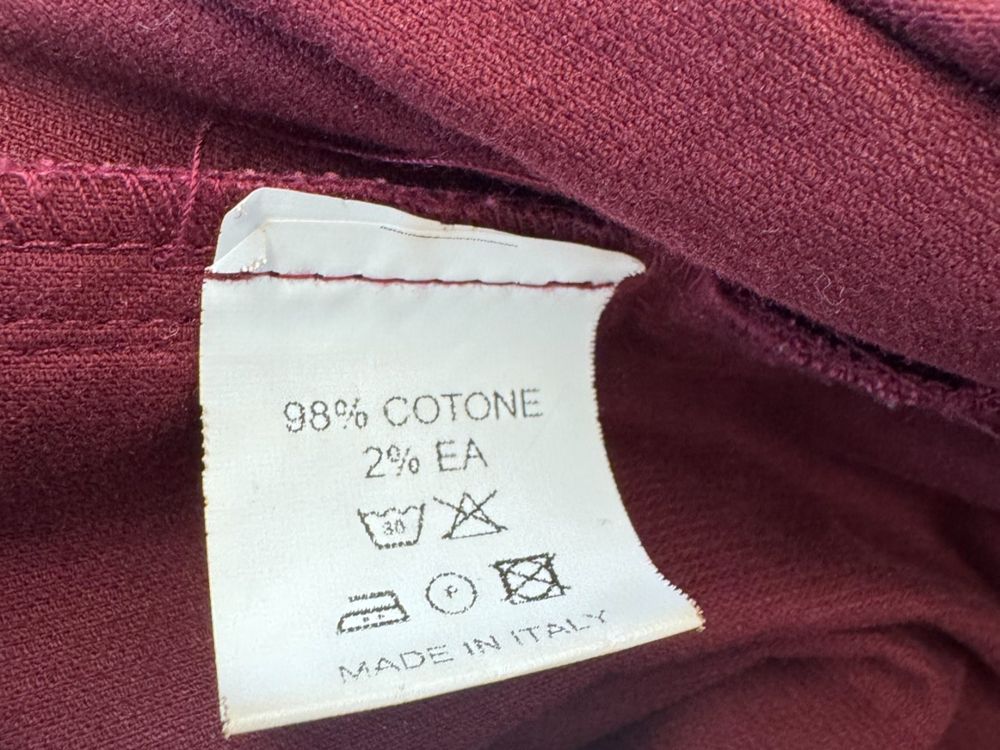 98% COTONE
2% EA
30
P
MADE IN ITALY